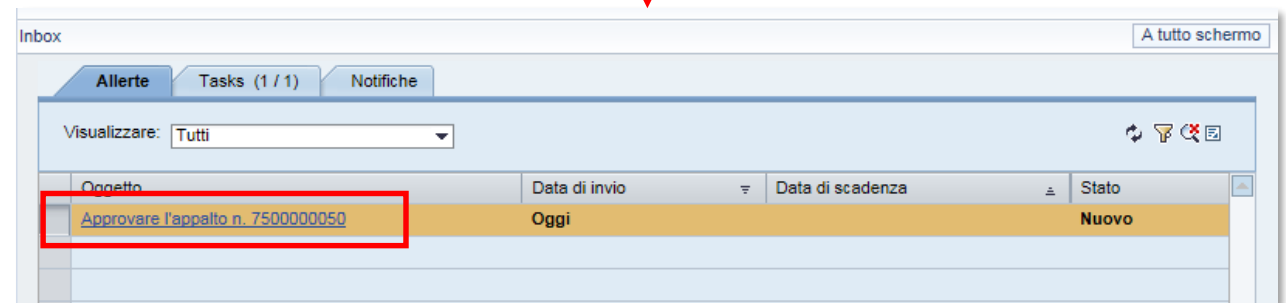 Inbox A tutto schermo
Allerte Tasks (1 / 1) Notifiche
Visualizzare: Tutti
Oggetto Data di invio Data di scadenza Stato
Approvare l'appalto n. 7500000050 Oggi Nuovo